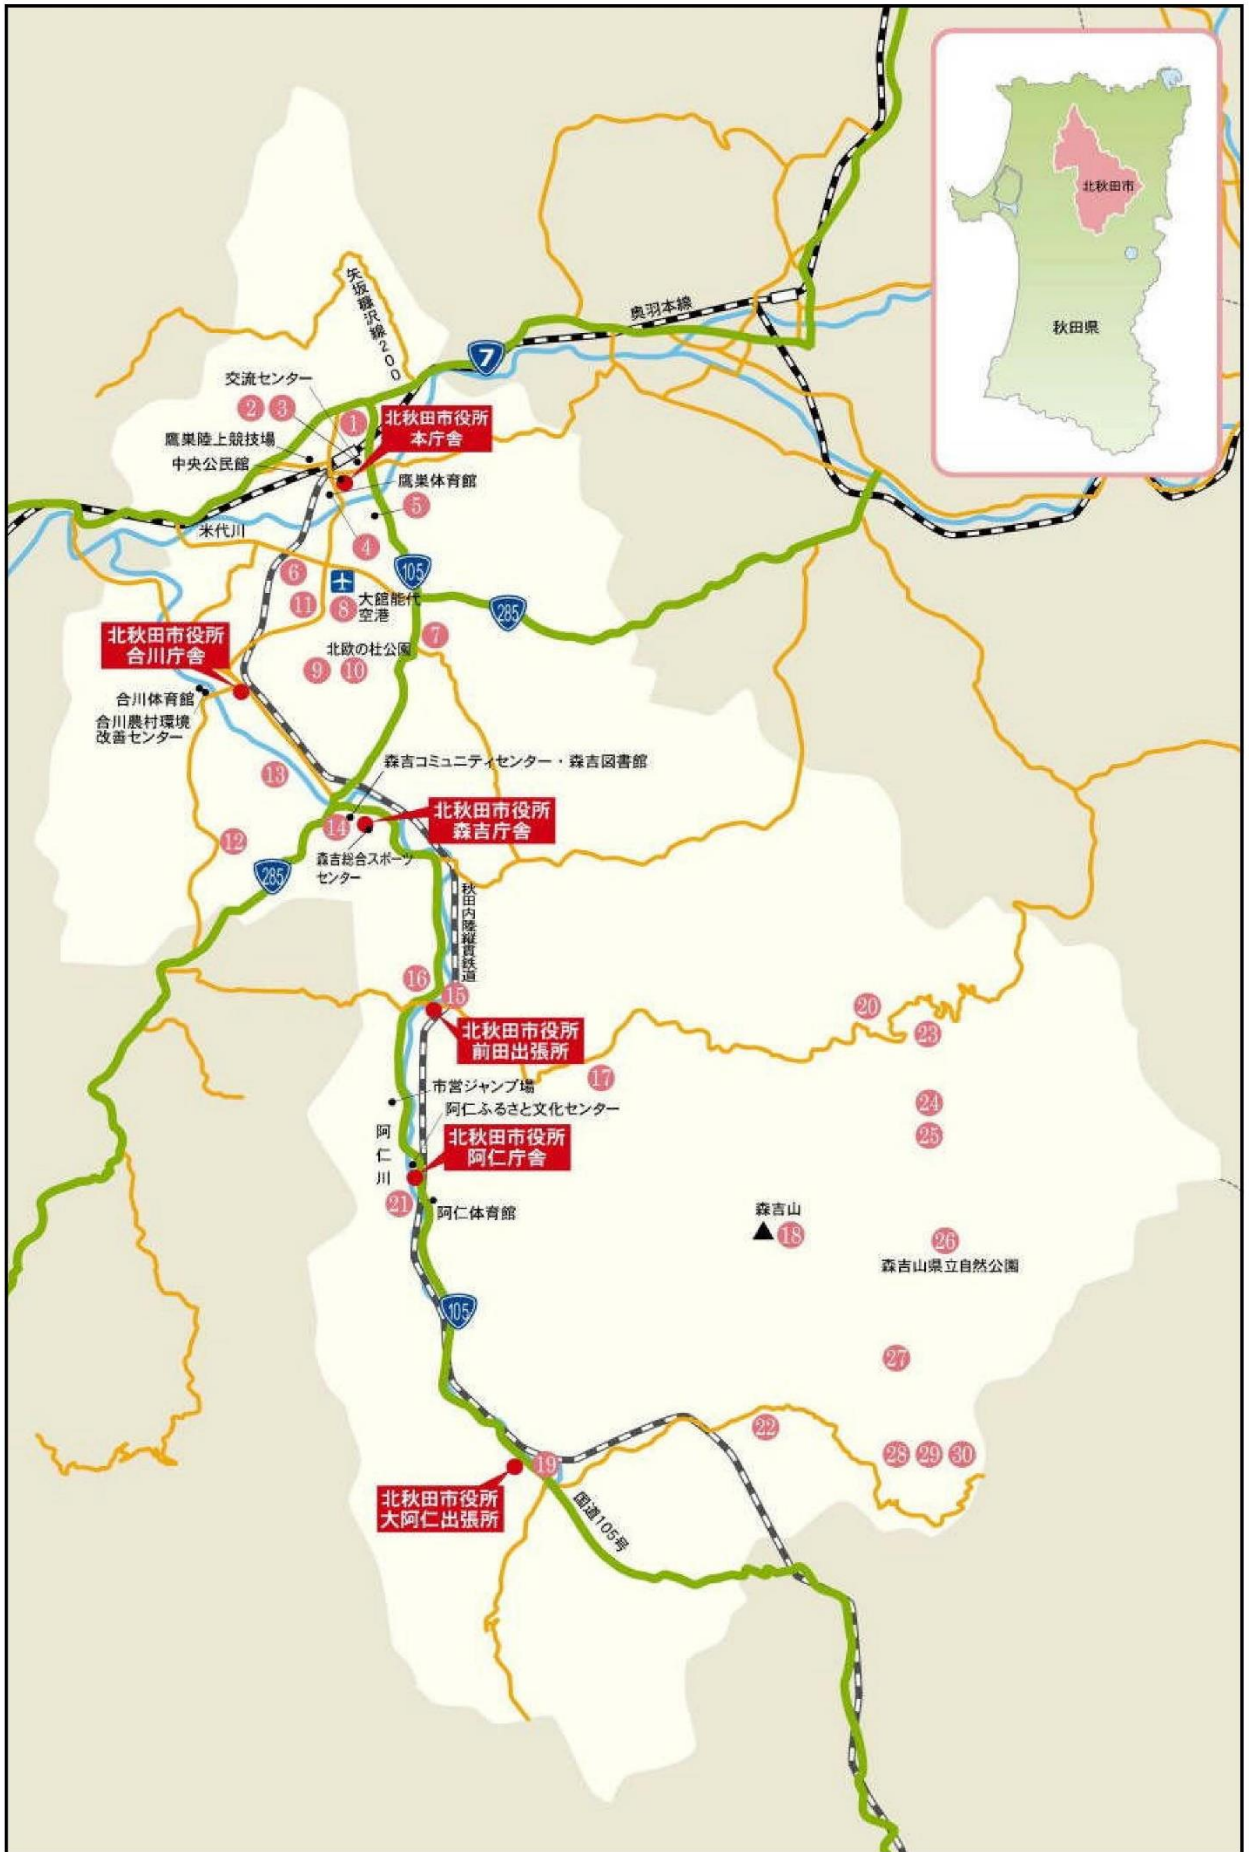 北秋田市
秋田県
矢坂糠沢線200
奥羽本線
7
交流センター
2
3
1
北秋田市役所
本庁舎
鷹巣陸上競技場
中央公民館
鷹巣体育館
5
米代川
4
105
6
11
8
大館能代
空港
285
7
北秋田市役所
合川庁舎
北欧の杜公園
9
10
合川体育館
合川農村環境
改善センター
13
森吉コミュニティセンター・森吉図書館
北秋田市役所
森吉庁舎
14
12
森吉総合スポーツ
センター
285
秋田内陸縦貫鉄道
16
15
20
23
北秋田市役所
前田出張所
17
市営ジャンプ場
24
阿仁ふるさと文化センター
25
阿仁川
北秋田市役所
阿仁庁舎
21
阿仁体育館
森吉山
18
26
森吉山県立自然公園
105
27
22
28
29
30
19
北秋田市役所
大阿仁出張所
国道105号